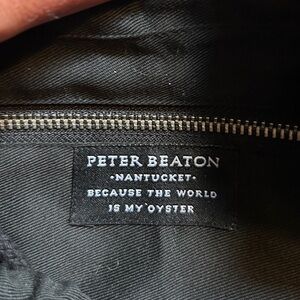 PETER BEATON
•NANTUCKET•
BECAUSE THE WORLD
IS MY OYSTER